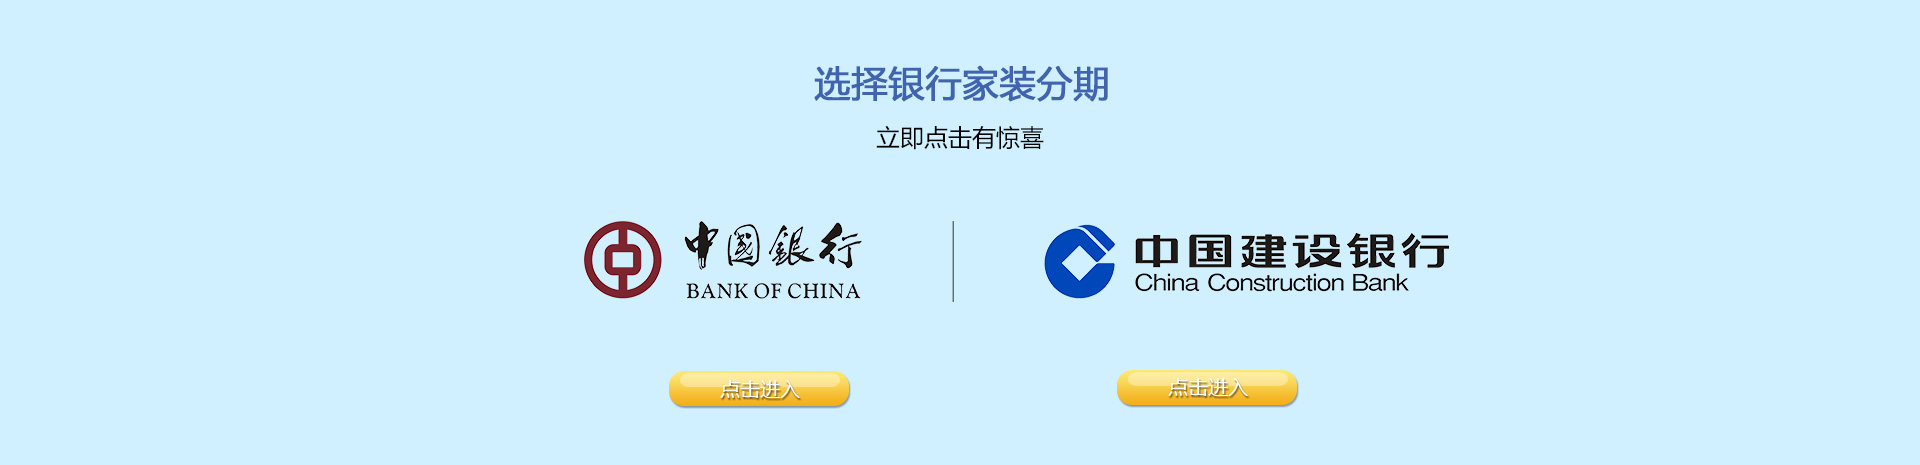 选择银行家装分期
立即点击有惊喜
中国銀行
BANK OF CHINA
中国建设银行
China Construction Bank
点击进入
点击进入